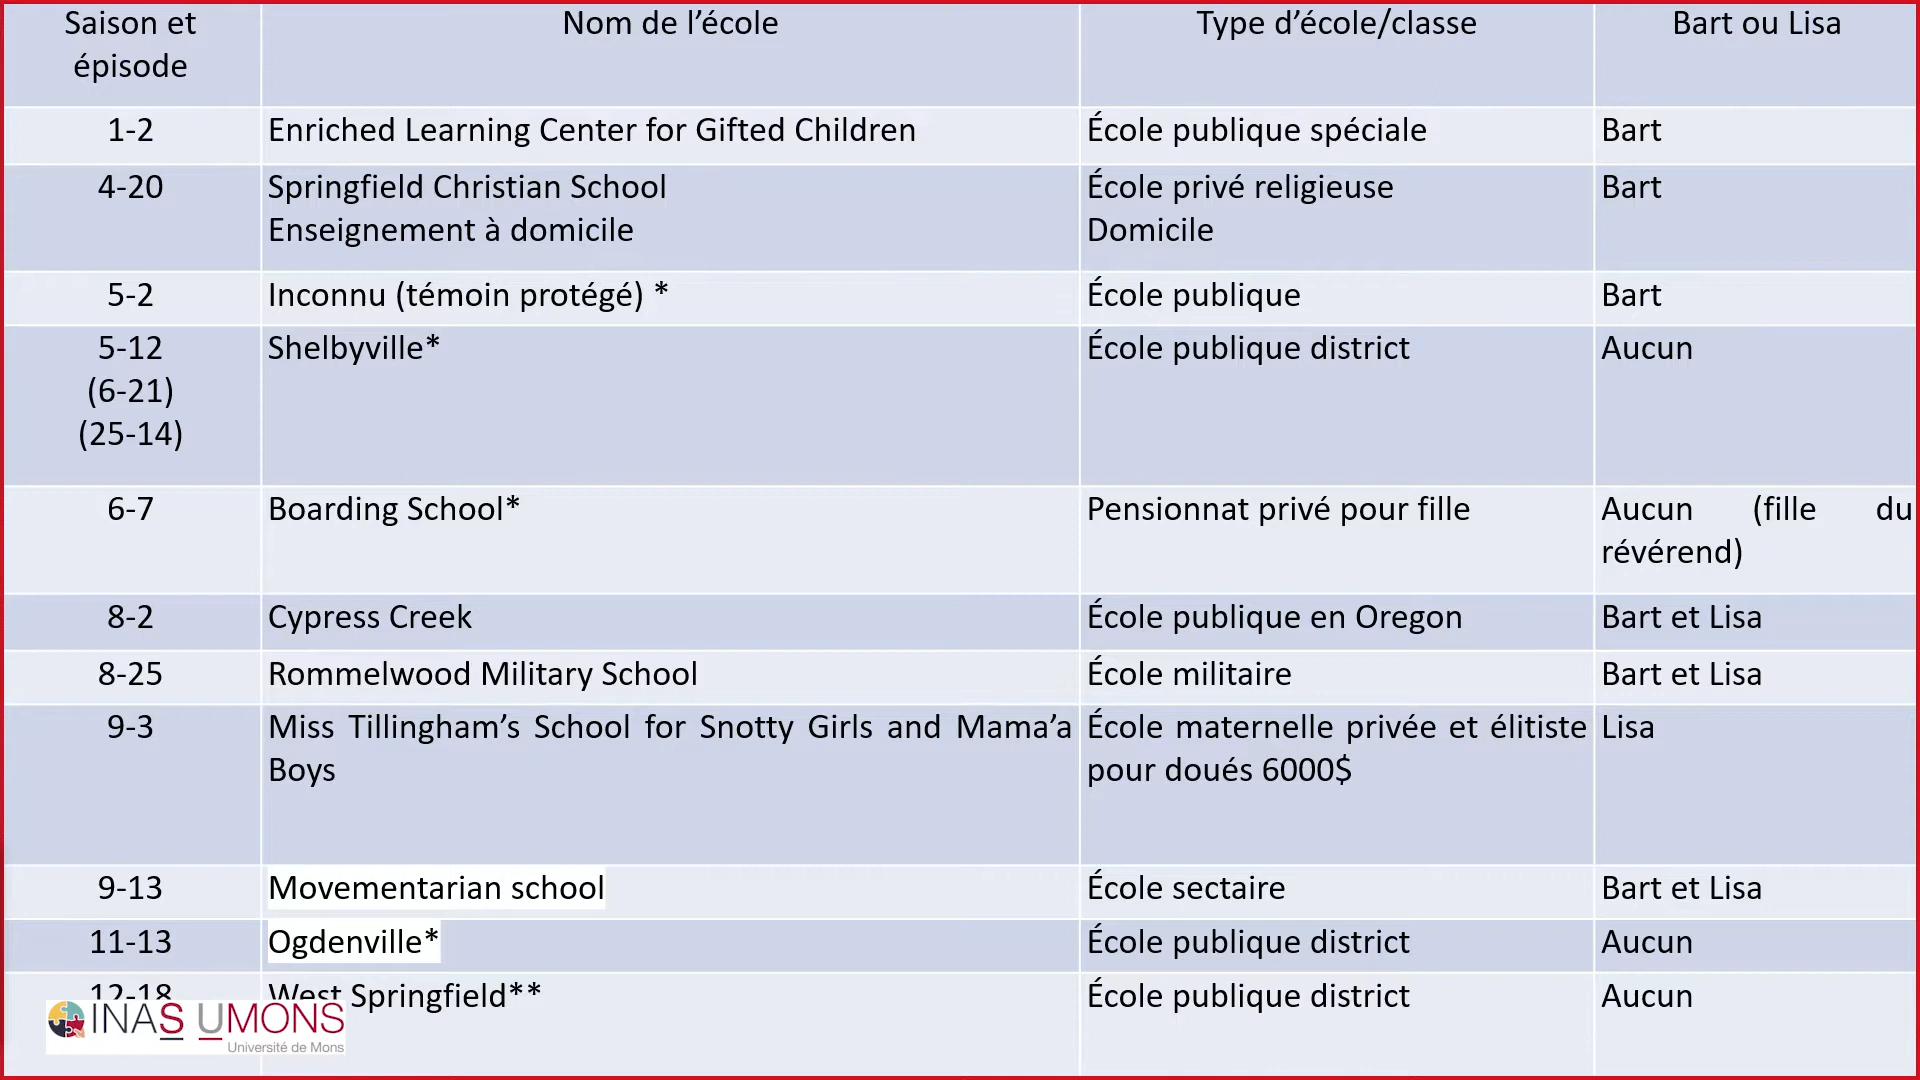 Saison et épisode	Nom de l’école	Type d’école/classe	Bart ou Lisa
1-2	Enriched Learning Center for Gifted Children	École publique spéciale	Bart
4-20	Springfield Christian School	École privé religieuse	Bart
Enseignement à domicile	Domicile
5-2	Inconnu (témoin protégé) *	École publique	Bart
5-12	Shelbyville*	École publique district	Aucun
(6-21)
(25-14)
6-7	Boarding School*	Pensionnat privé pour fille	Aucun (fille du
révérend)
8-2	Cypress Creek	École publique en Oregon	Bart et Lisa
8-25	Rommelwood Military School	École militaire	Bart et Lisa
9-3	Miss Tillingham’s School for Snotty Girls and Mama’a	École maternelle privée et élitiste	Lisa
Boys	pour doués 6000$
9-13	Movementarian school	École sectaire	Bart et Lisa
11-13	Ogdenville*	École publique district	Aucun
12-18	West Springfield**	École publique district	Aucun
INAS UMONS
Université de Mons